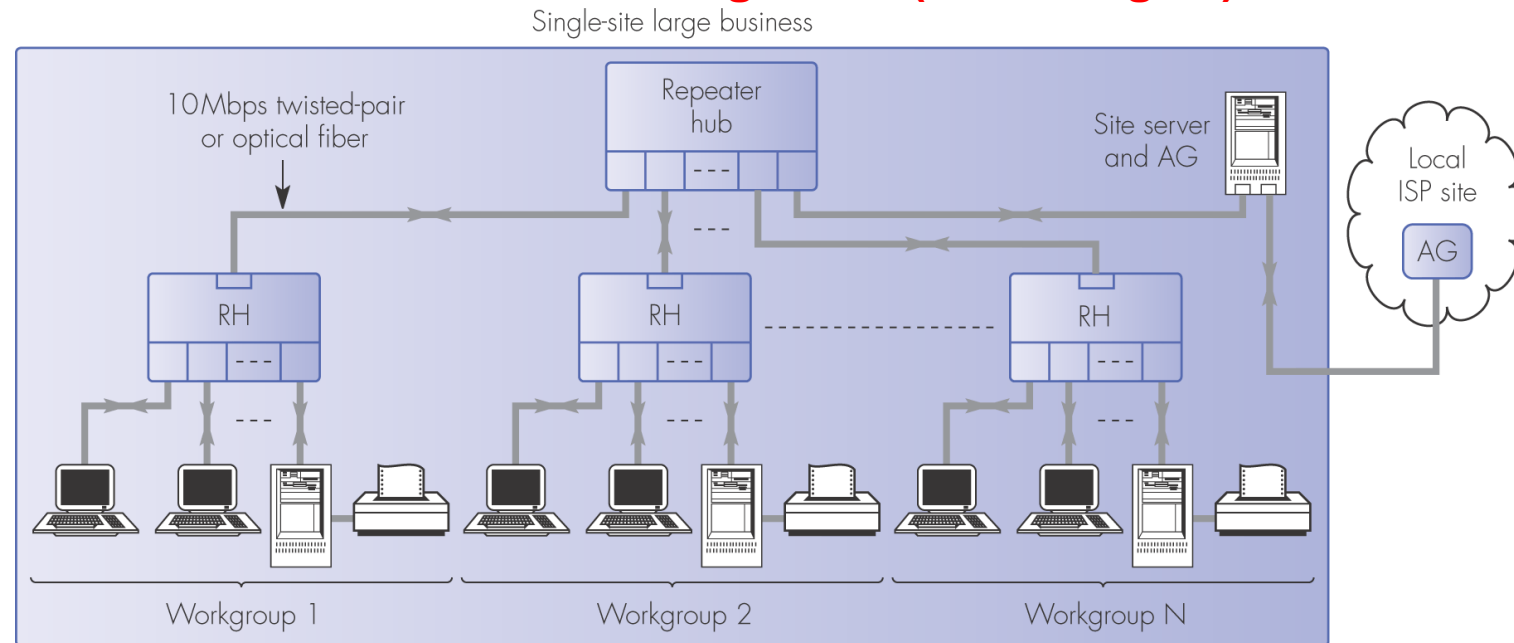 Single-site large business
10Mbps twisted-pair
or optical fiber
Repeater
hub
Site server
and AG
Local
ISP site
AG
RH
RH
RH
Workgroup 1
Workgroup 2
Workgroup N